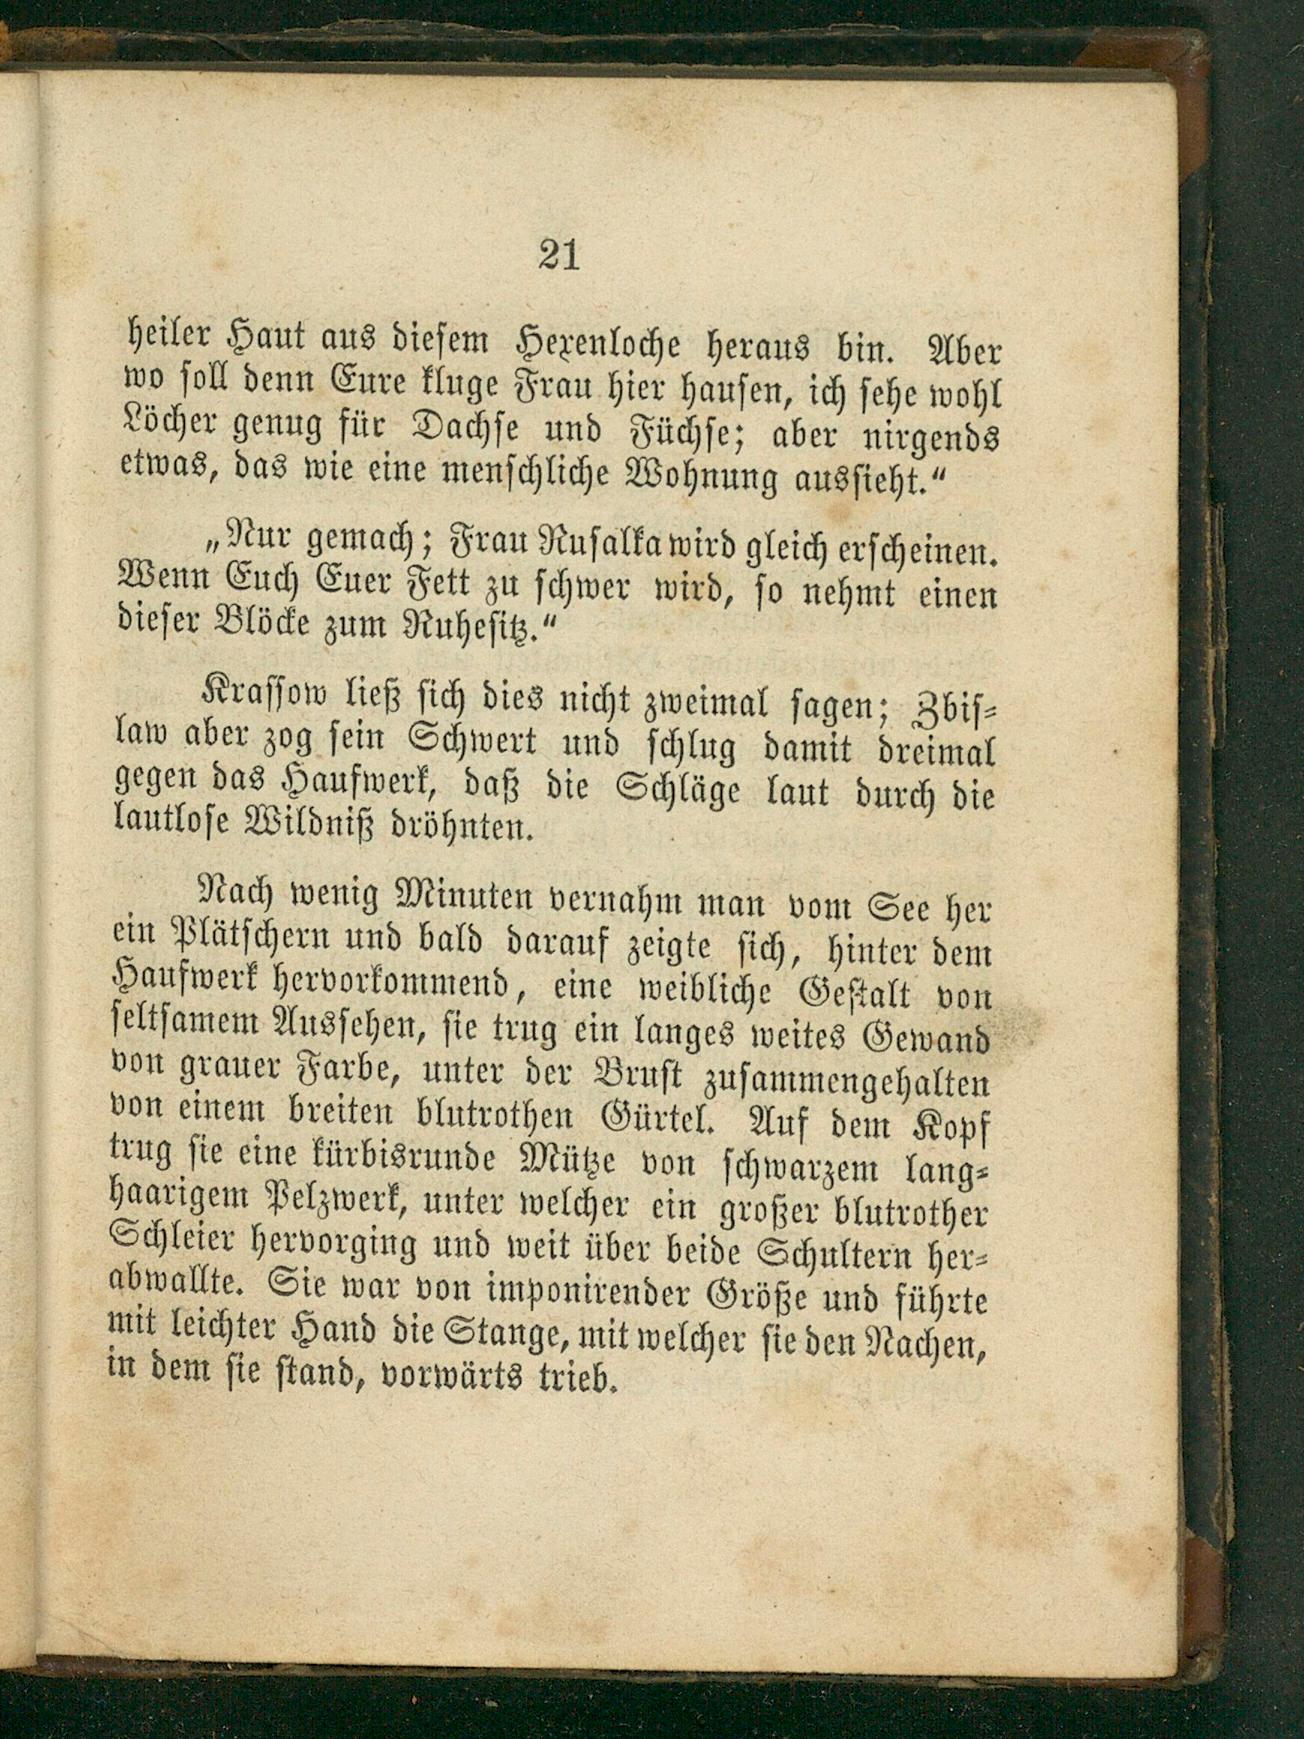 21
heiler Haut aus diesem Hexenloche heraus bin. Aber
wo soll denn Eure kluge Frau hier hausen, ich sehe wohl
Löcher genug für Dachse und Füchse; aber nirgends
etwas, das wie eine menschliche Wohnung aussieht.“
„Nur gemach; Frau Rusalka wird gleich erscheinen.
Wenn Euch Euer Fett zu schwer wird, so nehmt einen
dieser Blöcke zum Ruhesitz.“
Krassow ließ sich dies nicht zweimal sagen; Zbis-
law aber zog sein Schwert und schlug damit dreimal
gegen das Haufwerk, daß die Schläge laut durch die
lautlose Wildniß dröhnten.
Nach wenig Minuten vernahm man vom See her
ein Plätschern und bald darauf zeigte sich, hinter dem
Haufwerk hervorkommend, eine weibliche Gestalt von
seltsamem Aussehen, sie trug ein langes weites Gewand
von grauer Farbe, unter der Brust zusammengehalten
von einem breiten blutrothen Gürtel. Auf dem Kopf
trug sie eine kürbisrunde Mütze von schwarzem lang-
haarigem Pelzwerk, unter welcher ein großer blutrother
Schleier hervorging und weit über beide Schultern her-
abwallte. Sie war von imponirender Größe und führte
mit leichter Hand die Stange, mit welcher sie den Nachen,
in dem sie stand, vorwärts trieb.